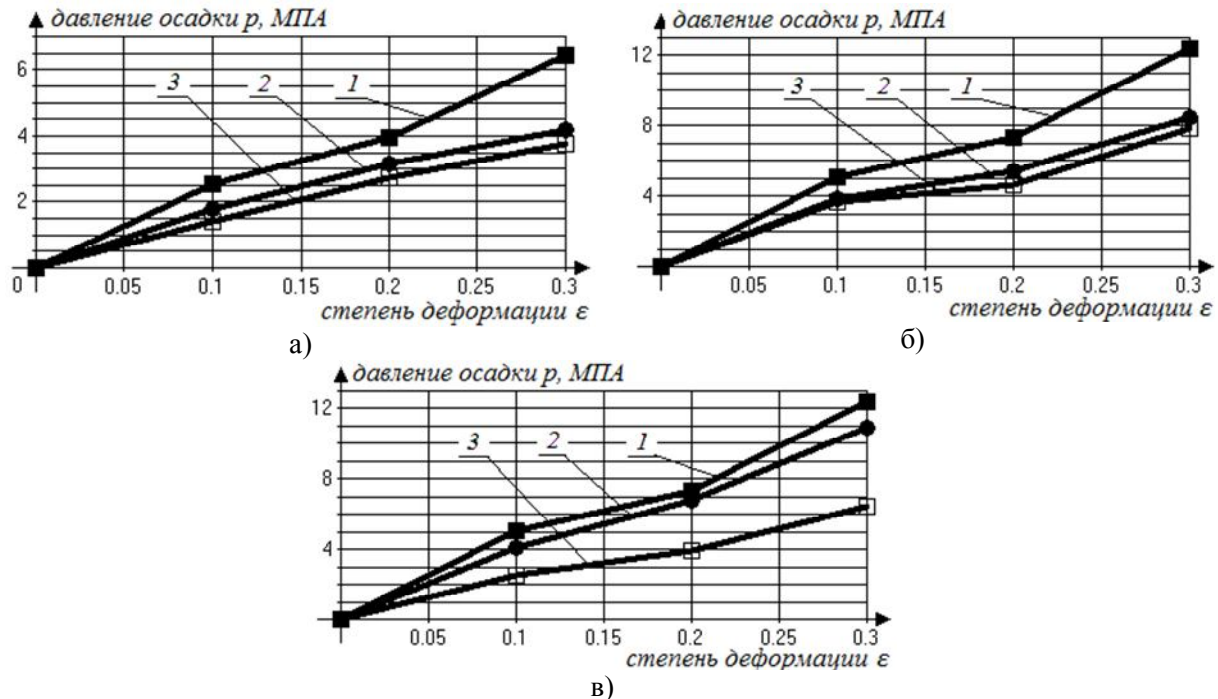 давление осадки p, МПА
6
4
2
0
3 2 1
0.05 0.1 0.15 0.2 0.25 0.3
степень деформации ε
а)
давление осадки p, МПА
12
8
4
3 2 1
0.05 0.1 0.15 0.2 0.25 0.3
степень деформации ε
б)
давление осадки p, МПА
12
8
4
3 2 1
0.05 0.1 0.15 0.2 0.25 0.3
степень деформации ε
в)